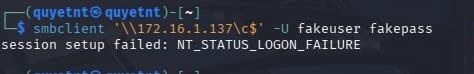 ┌──(quyetnt㉿quyetnt)-[~]
└─$ smbclient '\\172.16.1.137\c$' -U fakeuser fakepass
session setup failed: NT_STATUS_LOGON_FAILURE